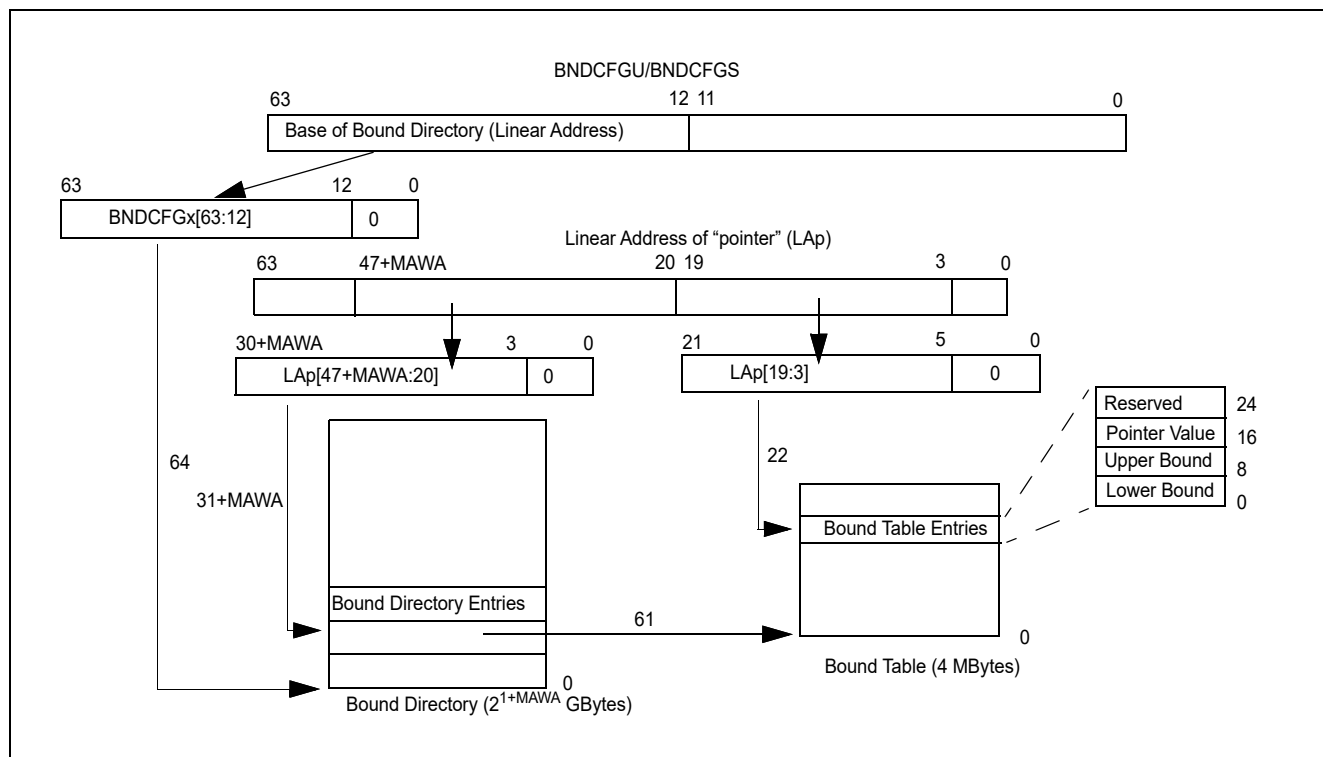 BNDCFGU/BNDCFGS
63 12 11 0
Base of Bound Directory (Linear Address)
63 12 0
BNDCFGx[63:12] 0
Linear Address of “pointer” (LAp)
63 47+MAWA 20 19 3 0
30+MAWA 3 0 21 5 0
LAp[47+MAWA:20] 0 LAp[19:3] 0
Reserved 24
Pointer Value 16
Upper Bound 8
Lower Bound 0
64 22
31+MAWA
Bound Table Entries
Bound Directory Entries
61
0
Bound Table (4 MBytes)
0
Bound Directory (2^1+MAWA GBytes)